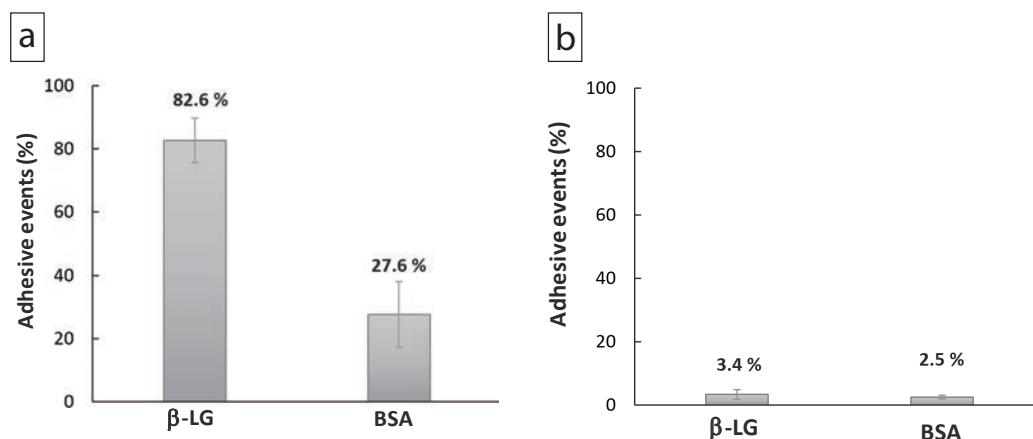 a
100
80
60
40
20
0
Adhesive events (%)
82.6 %
27.6 %
β-LG
BSA
b
100
80
60
40
20
0
Adhesive events (%)
3.4 %
2.5 %
β-LG
BSA